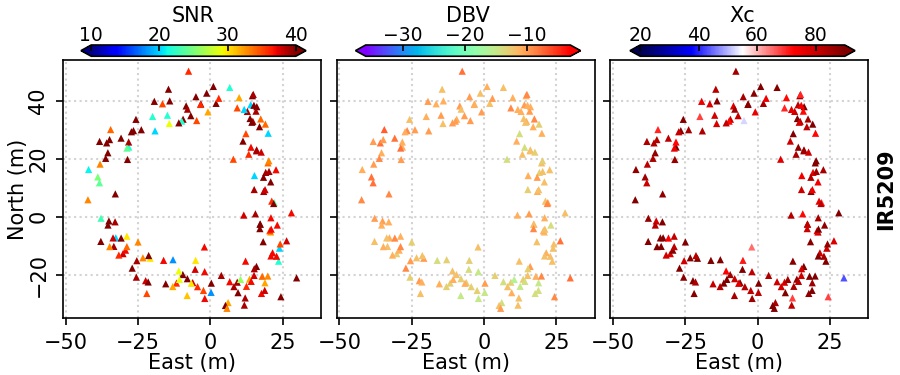 SNR DBV Xc
10 20 30 40 −30 −20 −10 20 40 60 80
North (m)
40
20
0
−20
−50 −25 0 25 −50 −25 0 25 −50 −25 0 25
East (m) East (m) East (m)
IR5209